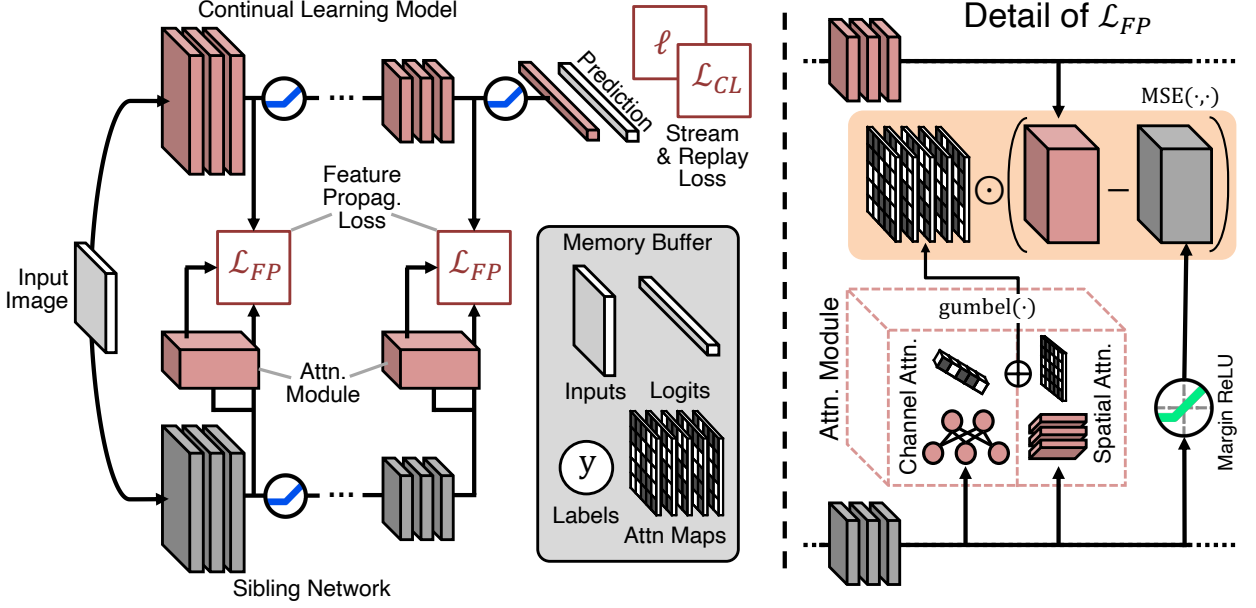 Continual Learning Model
Prediction
ℓ
ℒ_CL
Stream
& Replay
Loss
Feature
Propag.
Loss
ℒ_FP
ℒ_FP
Input
Image
Attn.
Module
Sibling Network
Memory Buffer
Inputs
Logits
y
Labels
Attn Maps
Detail of ℒ_FP
MSE(·,·)
gumbel(·)
Attn. Module
Channel Attn.
Spatial Attn.
Margin ReLU